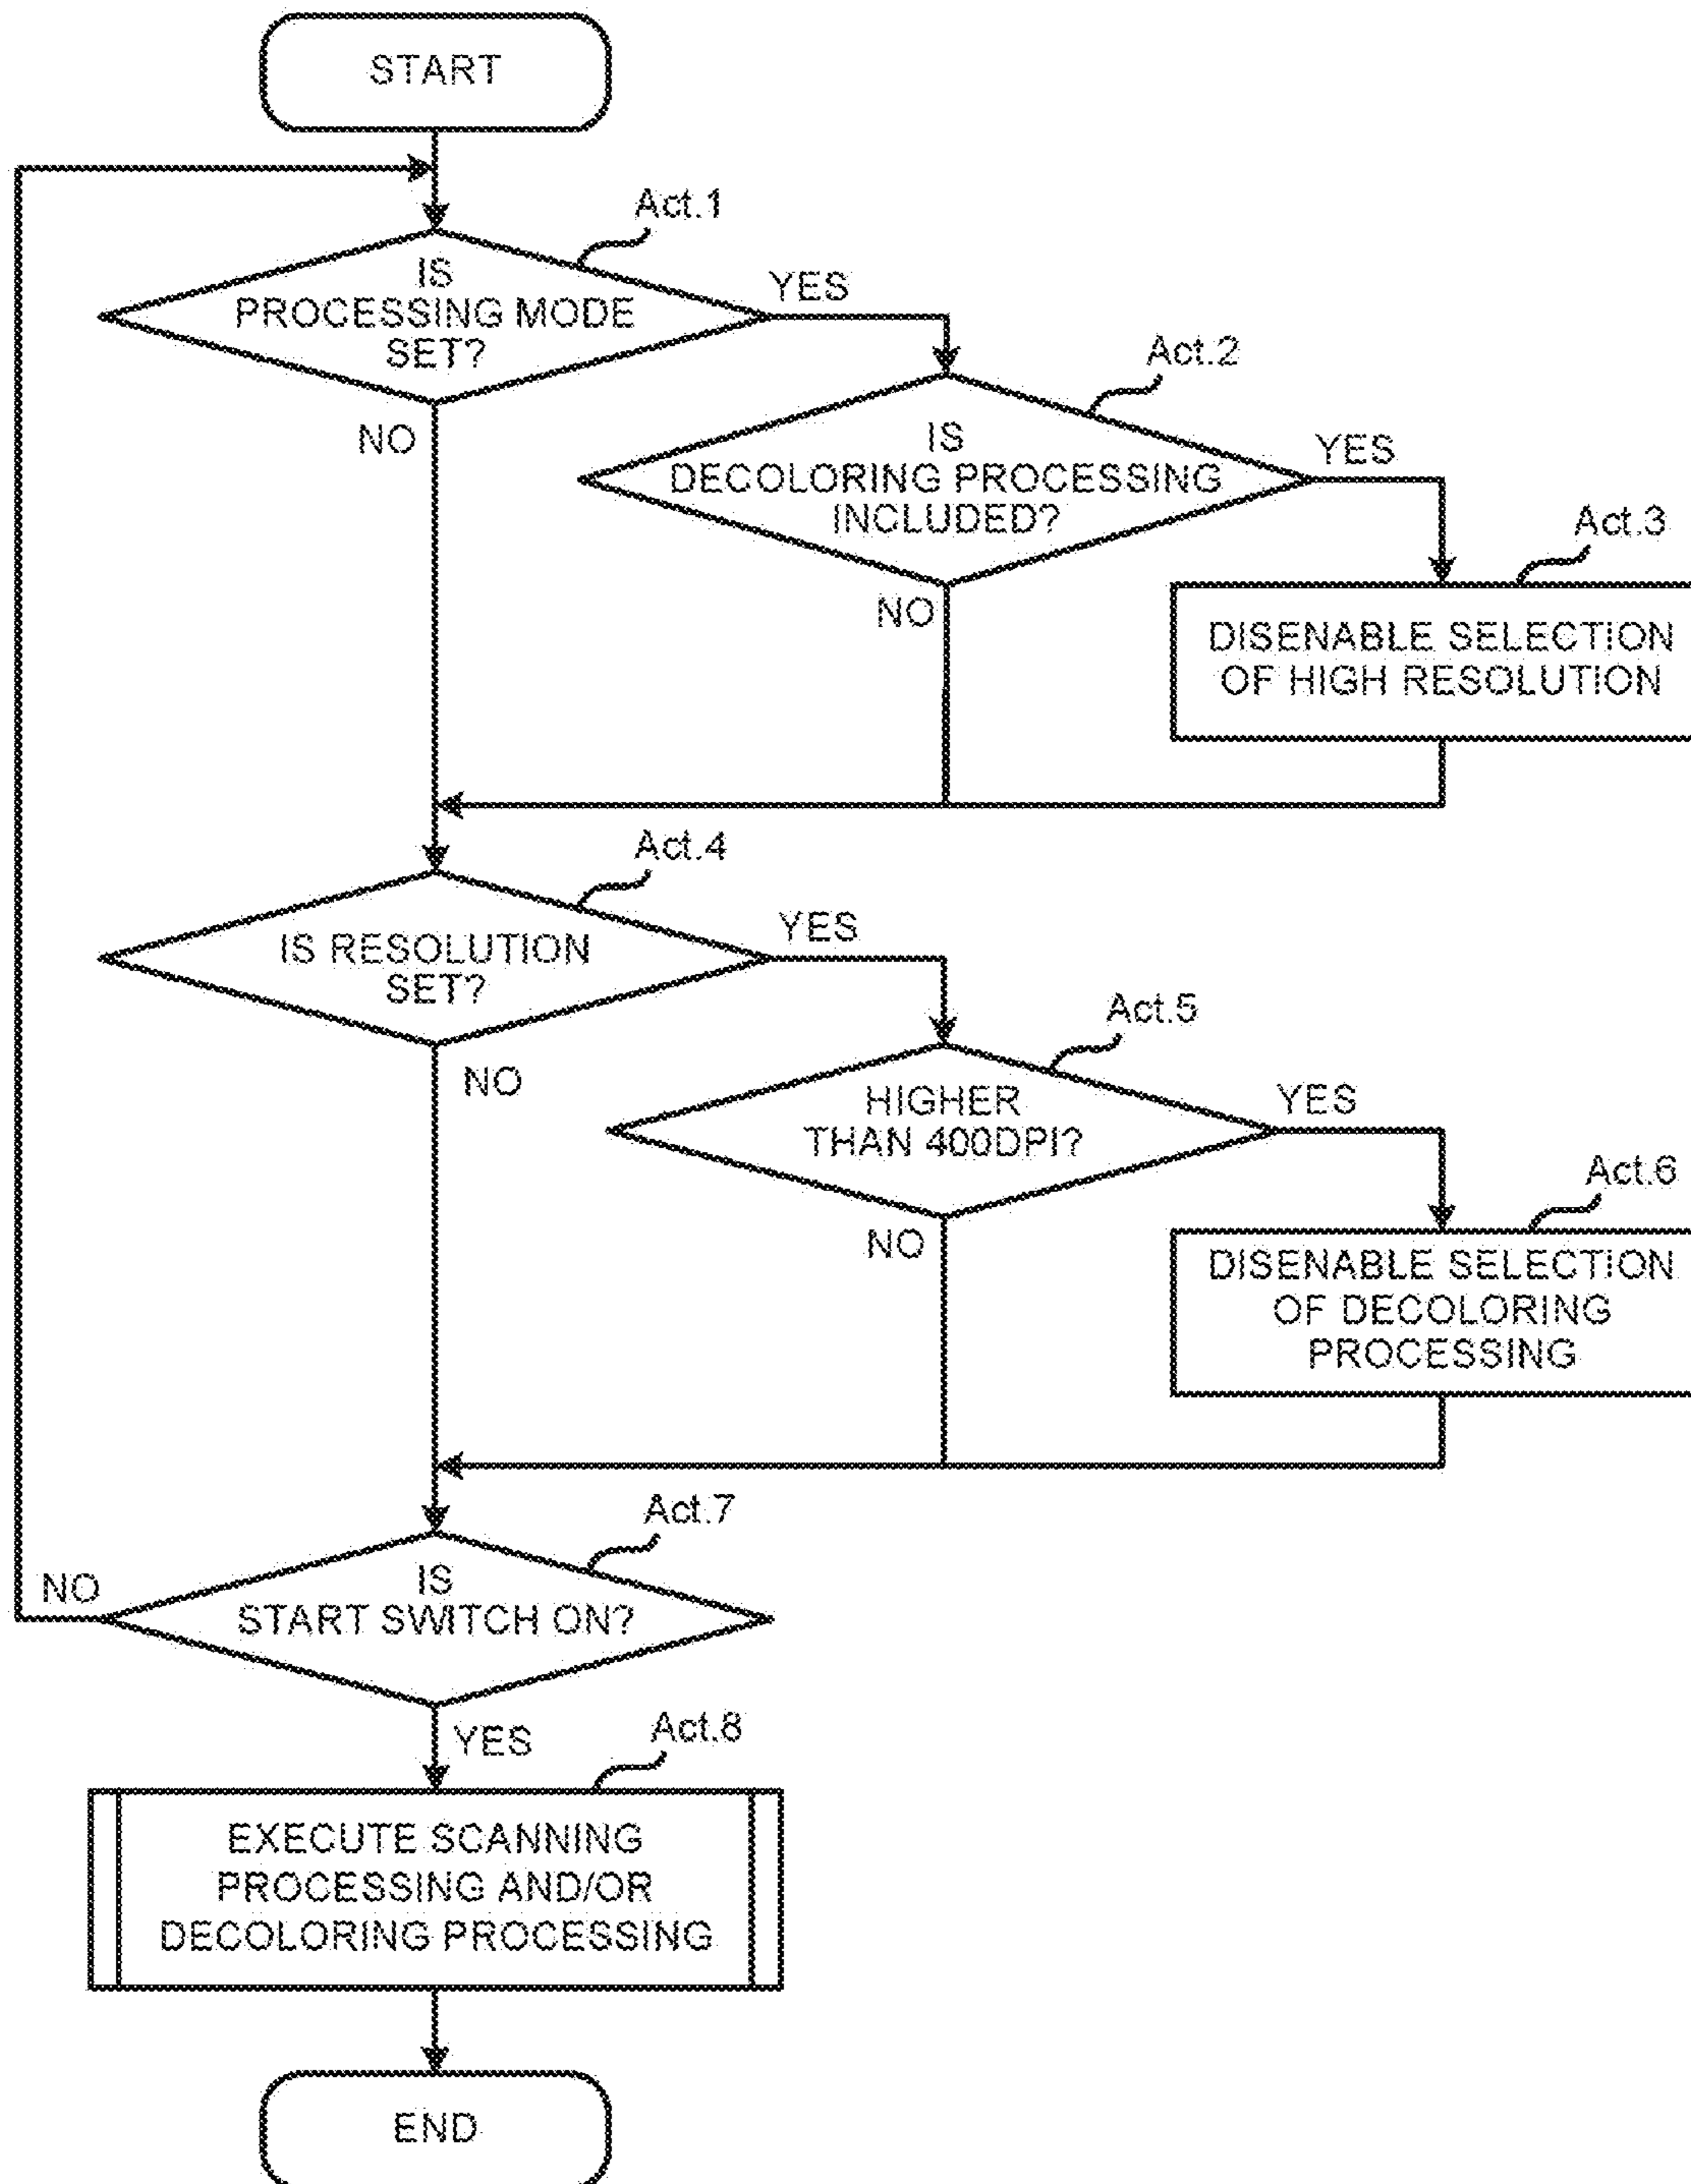 START
Act.1
IS
PROCESSING MODE
SET?
YES
NO
Act.2
IS
DECOLORING PROCESSING
INCLUDED?
YES
NO
Act.3
DISENABLE SELECTION
OF HIGH RESOLUTION
Act.4
IS RESOLUTION
SET?
YES
NO
Act.5
HIGHER
THAN 400DPI?
YES
NO
Act.6
DISENABLE SELECTION
OF DECOLORING
PROCESSING
Act.7
IS
START SWITCH ON?
NO
YES
Act.8
EXECUTE SCANNING
PROCESSING AND/OR
DECOLORING PROCESSING
END